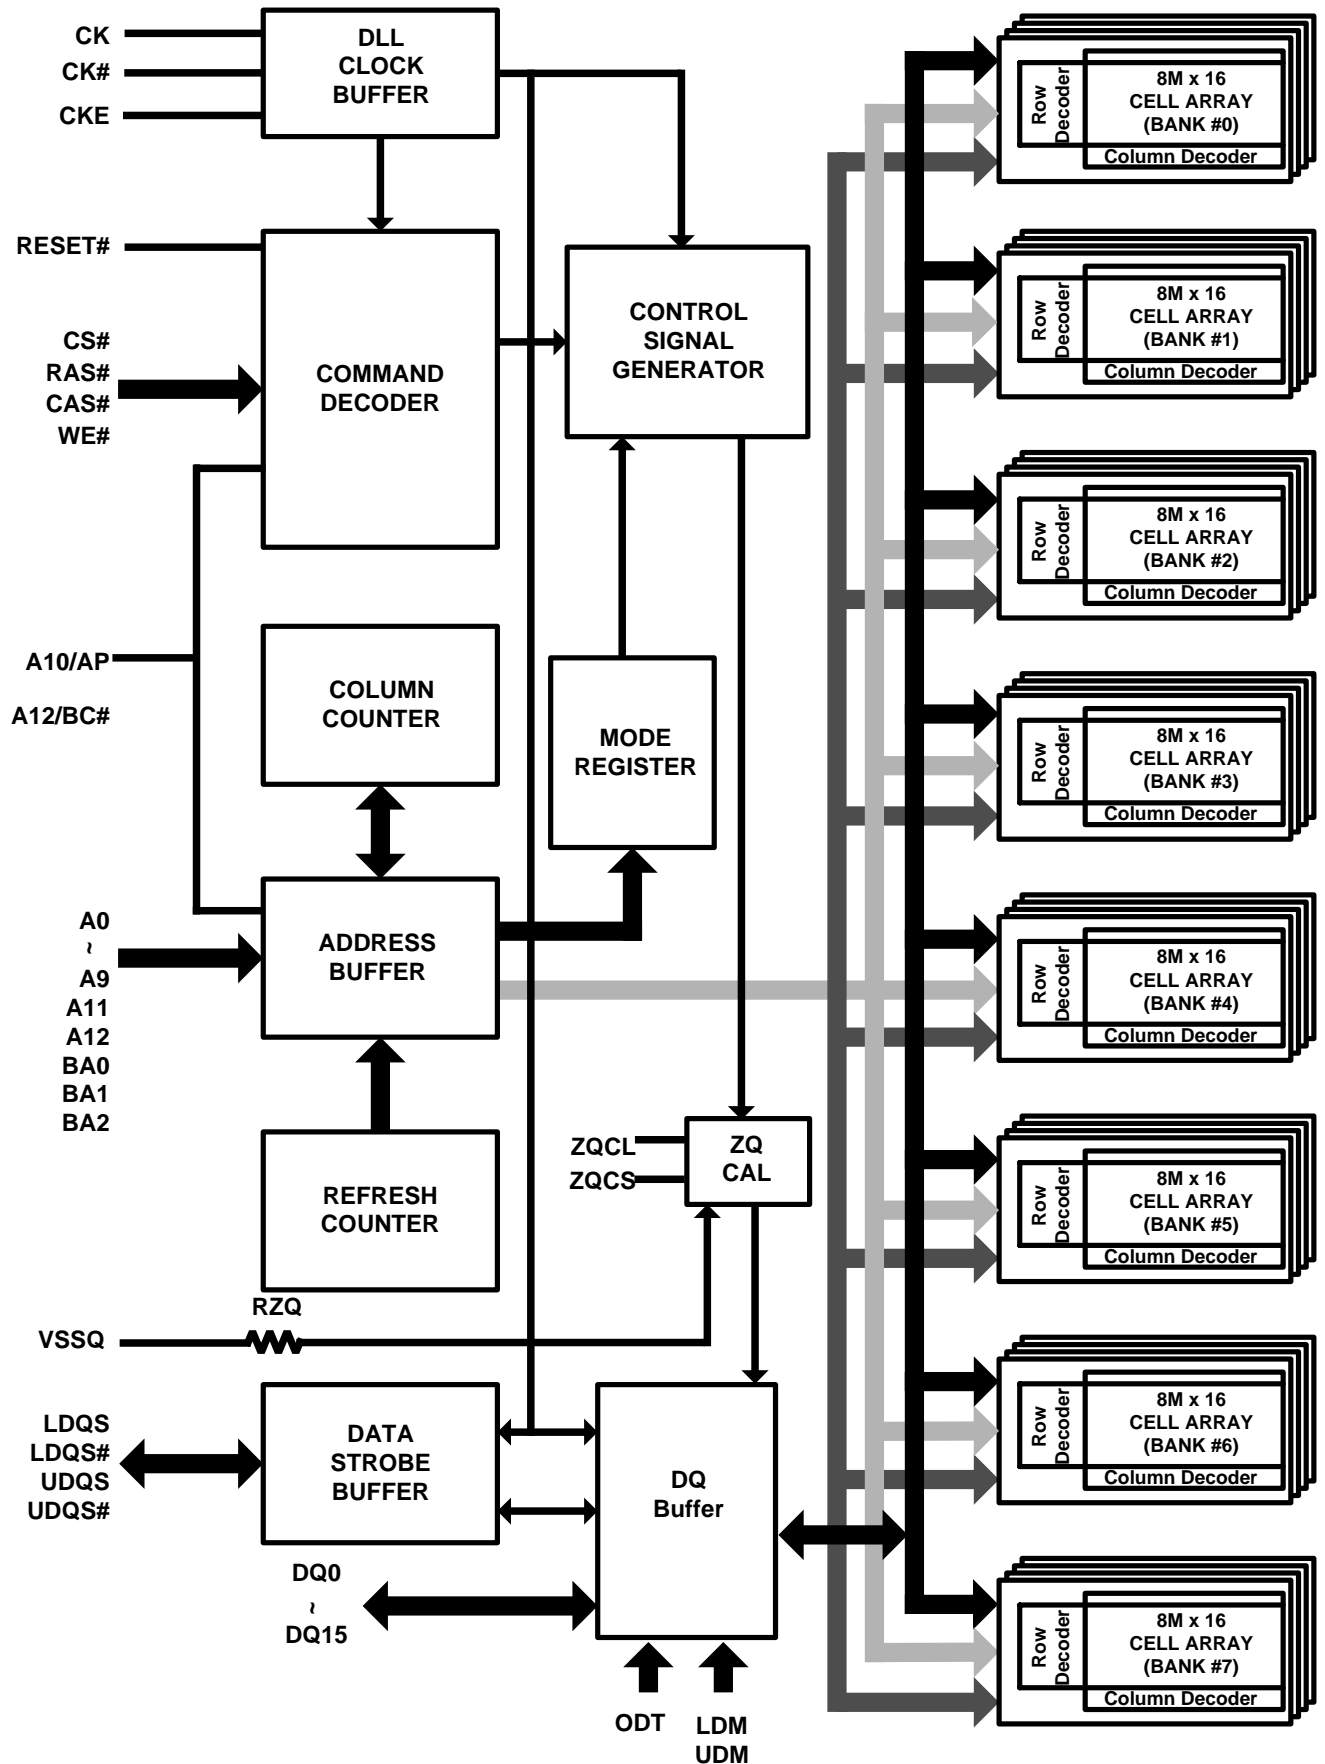 CK
CK#
CKE
DLL
CLOCK
BUFFER
RESET#
CS#
RAS#
CAS#
WE#
COMMAND
DECODER
CONTROL
SIGNAL
GENERATOR
A10/AP
A12/BC#
COLUMN
COUNTER
MODE
REGISTER
A0
~
A9
A11
A12
BA0
BA1
BA2
ADDRESS
BUFFER
REFRESH
COUNTER
ZQCL
ZQCS
ZQ
CAL
RZQ
VSSQ
LDQS
LDQS#
UDQS
UDQS#
DATA
STROBE
BUFFER
DQ
Buffer
DQ0
~
DQ15
ODT
LDM
UDM
Row
Decoder
8M x 16
CELL ARRAY
(BANK #0)
Column Decoder
Row
Decoder
8M x 16
CELL ARRAY
(BANK #1)
Column Decoder
Row
Decoder
8M x 16
CELL ARRAY
(BANK #2)
Column Decoder
Row
Decoder
8M x 16
CELL ARRAY
(BANK #3)
Column Decoder
Row
Decoder
8M x 16
CELL ARRAY
(BANK #4)
Column Decoder
Row
Decoder
8M x 16
CELL ARRAY
(BANK #5)
Column Decoder
Row
Decoder
8M x 16
CELL ARRAY
(BANK #6)
Column Decoder
Row
Decoder
8M x 16
CELL ARRAY
(BANK #7)
Column Decoder